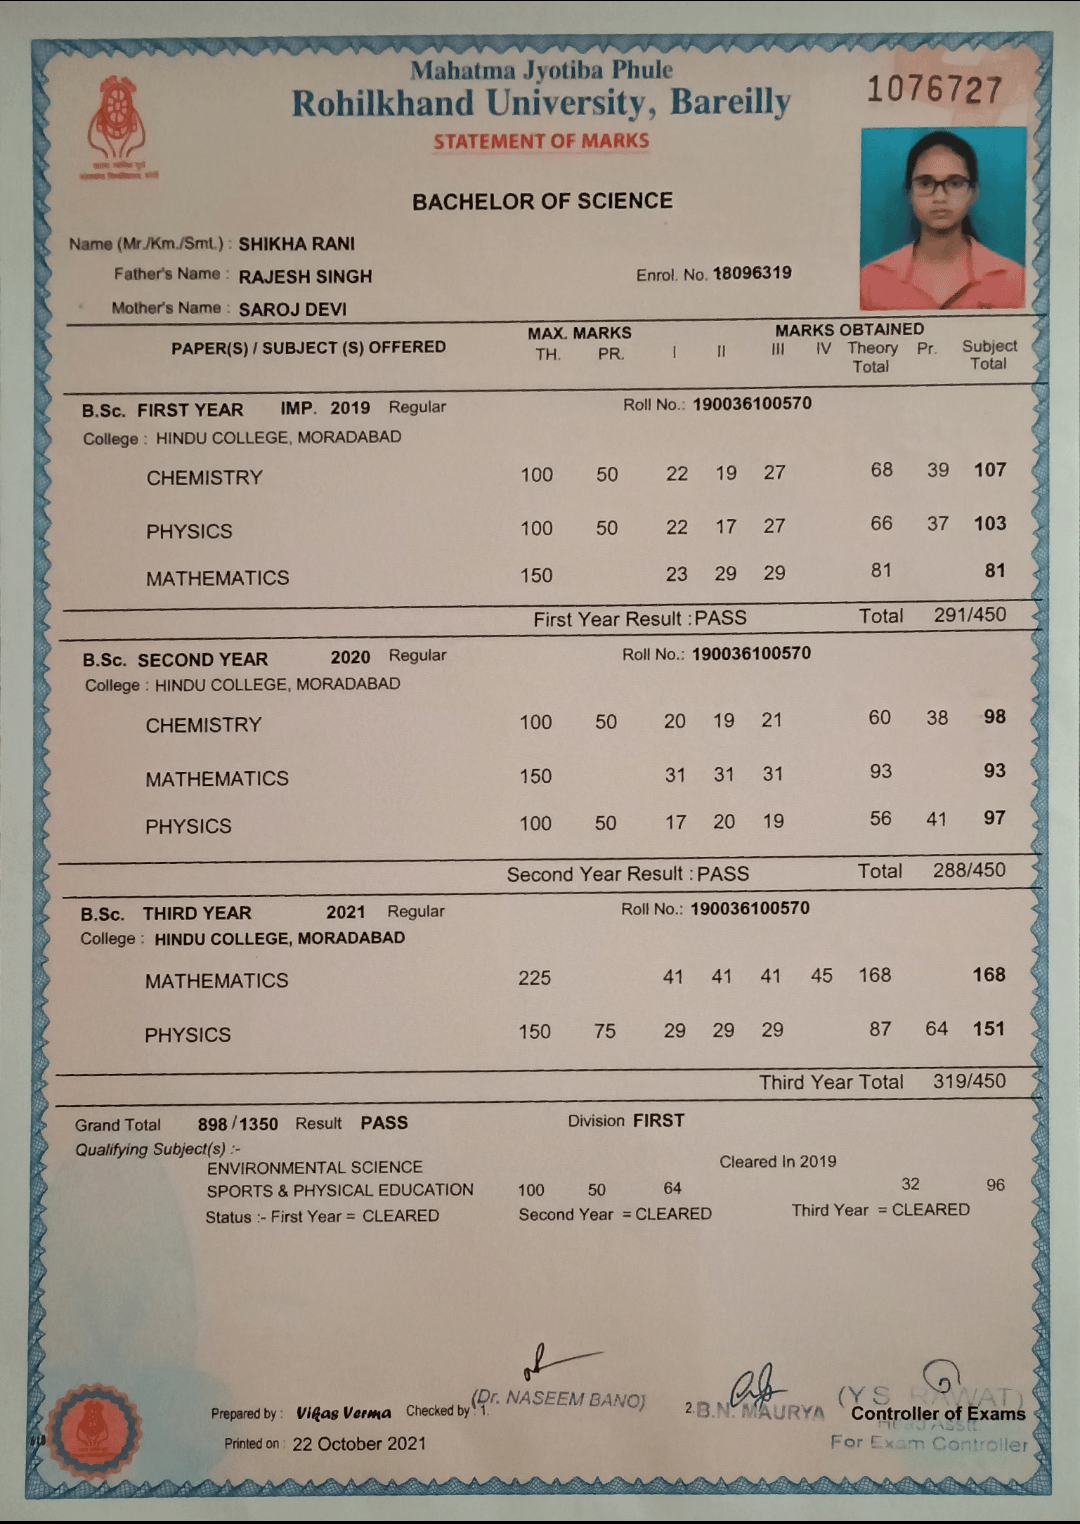 Mahatma Jyotiba Phule
Rohilkhand University, Bareilly
1076727
STATEMENT OF MARKS
BACHELOR OF SCIENCE
Name (Mr./Km./Smt.) : SHIKHA RANI
Father's Name : RAJESH SINGH Enrol. No. 18096319
Mother's Name : SAROJ DEVI
PAPER(S) / SUBJECT (S) OFFERED MAX. MARKS MARKS OBTAINED
TH. PR. I II III IV Theory Total Pr. Subject Total
B.Sc. FIRST YEAR IMP. 2019 Regular Roll No.: 190036100570
College : HINDU COLLEGE, MORADABAD
CHEMISTRY 100 50 22 19 27 68 39 107
PHYSICS 100 50 22 17 27 66 37 103
MATHEMATICS 150 23 29 29 81 81
First Year Result : PASS Total 291/450
B.Sc. SECOND YEAR 2020 Regular Roll No.: 190036100570
College : HINDU COLLEGE, MORADABAD
CHEMISTRY 100 50 20 19 21 60 38 98
MATHEMATICS 150 31 31 31 93 93
PHYSICS 100 50 17 20 19 56 41 97
Second Year Result : PASS Total 288/450
B.Sc. THIRD YEAR 2021 Regular Roll No.: 190036100570
College : HINDU COLLEGE, MORADABAD
MATHEMATICS 225 41 41 41 45 168 168
PHYSICS 150 75 29 29 29 87 64 151
Third Year Total 319/450
Grand Total 898 / 1350 Result PASS Division FIRST
Qualifying Subject(s) :-
ENVIRONMENTAL SCIENCE Cleared In 2019
SPORTS & PHYSICAL EDUCATION 100 50 64 32 96
Status :- First Year = CLEARED Second Year = CLEARED Third Year = CLEARED
Prepared by : Vikas Verma Checked by : 1. (Dr. NASEEM BANO) 2. B.N. MAURYA (Y S RAWAT)
Controller of Exams
Head Asstt.
Printed on : 22 October 2021 For Exam Controller